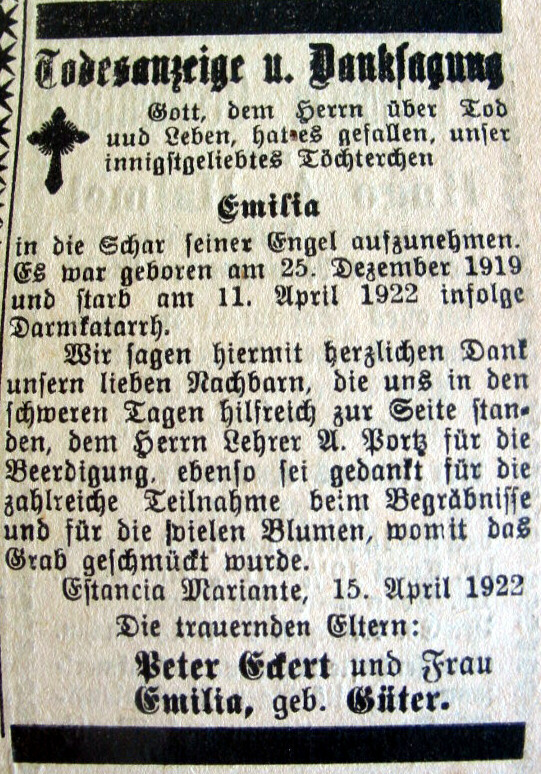 Todesanzeige u. Danksagung
Gott, dem Herrn über Tod
uud Leben, hat es gefallen, unser
innigstgeliebtes Töchterchen
Emilia
in die Schar seiner Engel aufzunehmen.
Es war geboren am 25. Dezember 1919
und starb am 11. April 1922 infolge
Darmkatarrh.
Wir sagen hiermit herzlichen Dank
unsern lieben Nachbarn, die uns in den
schweren Tagen hilfreich zur Seite stan-
den, dem Herrn Lehrer A. Portz für die
Beerdigung, ebenso sei gedankt für die
zahlreiche Teilnahme beim Begräbnisse
und für die vielen Blumen, womit das
Grab geschmückt wurde.
Estancia Mariante, 15. April 1922
Die trauernden Eltern:
Peter Eckert und Frau
Emilia, geb. Güter.